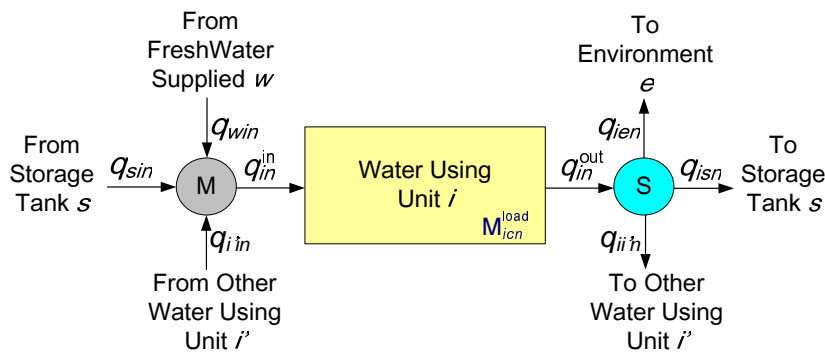 From
FreshWater
Supplied w
q_win
From
Storage
Tank s
q_sin
M
q_in^in
q_i'in
From Other
Water Using
Unit i'
Water Using
Unit i
M_icn^load
q_in^out
S
To
Environment
e
q_ien
q_isn
To
Storage
Tank s
q_ii'n
To Other
Water Using
Unit i'